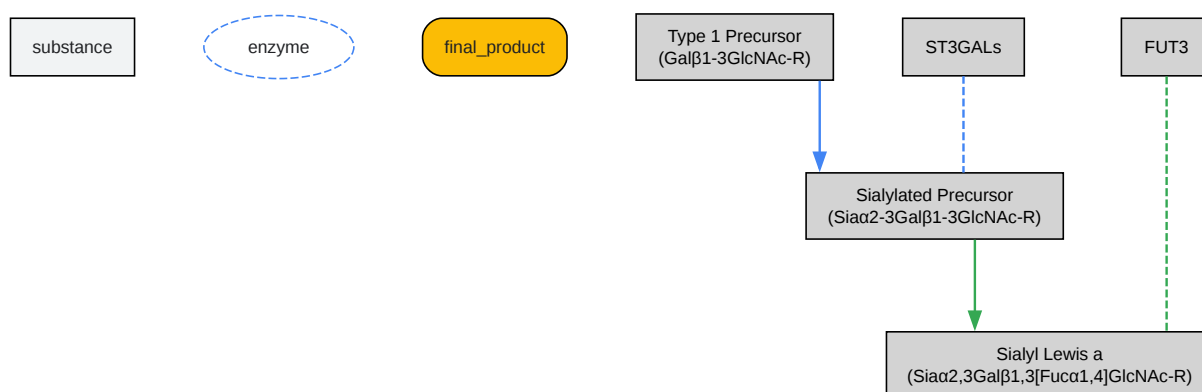 substance
enzyme
final_product
Type 1 Precursor
(Galβ1-3GlcNAc-R)
ST3GALs
FUT3
Sialylated Precursor
(Siaα2-3Galβ1-3GlcNAc-R)
Sialyl Lewis a
(Siaα2,3Galβ1,3[Fucα1,4]GlcNAc-R)